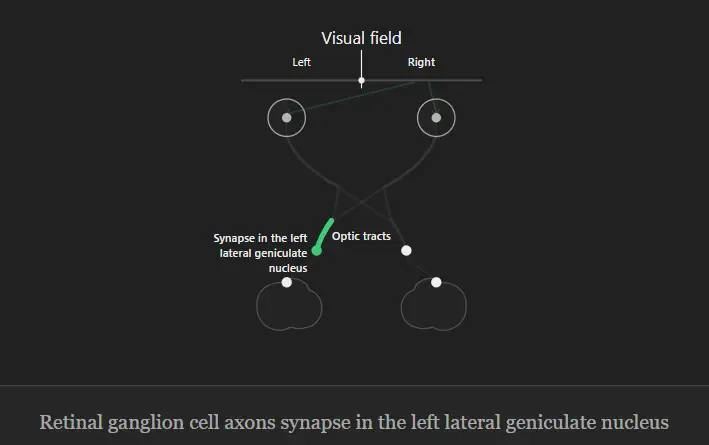 Visual field
Left
Right
Synapse in the left
lateral geniculate
nucleus
Optic tracts
Retinal ganglion cell axons synapse in the left lateral geniculate nucleus